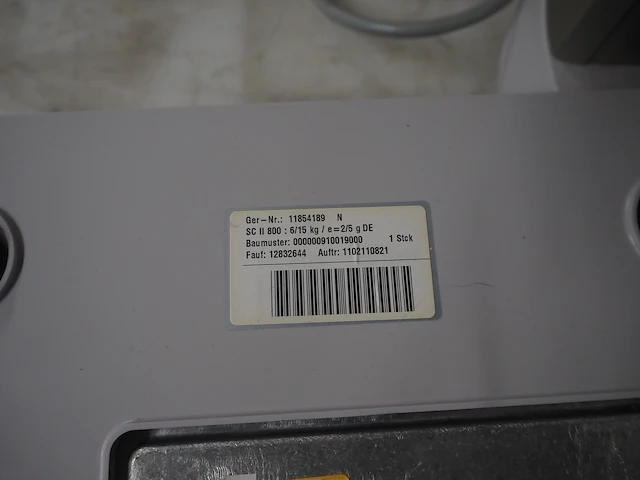 Ger-Nr.: 11854189 N
SC II 800 : 6/15 kg / e=2/5 g DE
Baumuster: 000000910019000 1 Stck
Fauf: 12832644 Auftr: 1102110821